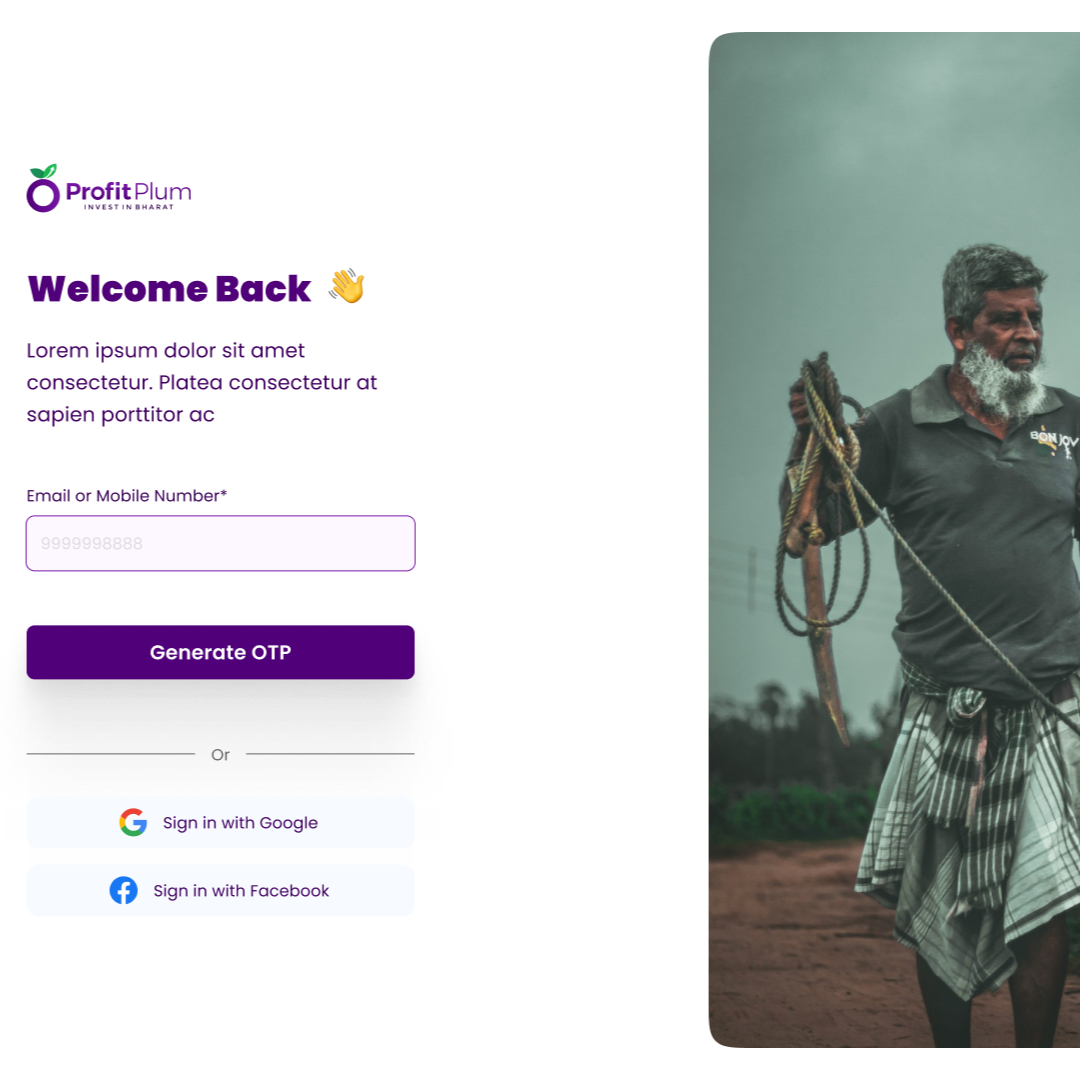 ProfitPlum
INVEST IN BHARAT
Welcome Back 👋
Lorem ipsum dolor sit amet
consectetur. Platea consectetur at
sapien porttitor ac
Email or Mobile Number*
9999998888
Generate OTP
Or
Sign in with Google
Sign in with Facebook
BON JOV